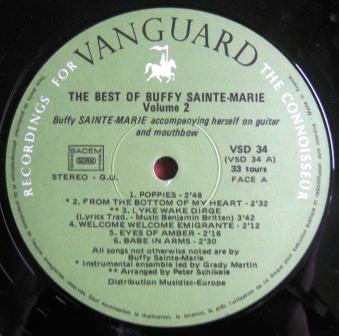 RECORDINGS FOR VANGUARD THE CONNOISSEUR
THE BEST OF BUFFY SAINTE-MARIE
Volume 2
Buffy SAINTE-MARIE accompanying herself on guitar
and mouthbow
SACEM
VSD 34
(VSD 34 A)
33 tours
FACE A
STEREO - G.U.
1. POPPIES - 2'48
* 2. FROM THE BOTTOM OF MY HEART - 2'32
** 3. LYKE WAKE DIRGE
(Lyrics Trad. - Music Benjamin Britten) 3'42
4. WELCOME WELCOME EMIGRANTE - 2'12
5. EYES OF AMBER - 2'16
6. BABE IN ARMS - 2'30
All songs not otherwise noted are by
Buffy Sainte-Marie
* Instrumental ensemble led by Grady Martin
** Arranged by Peter Schikele
Distribution Musidisc-Europe